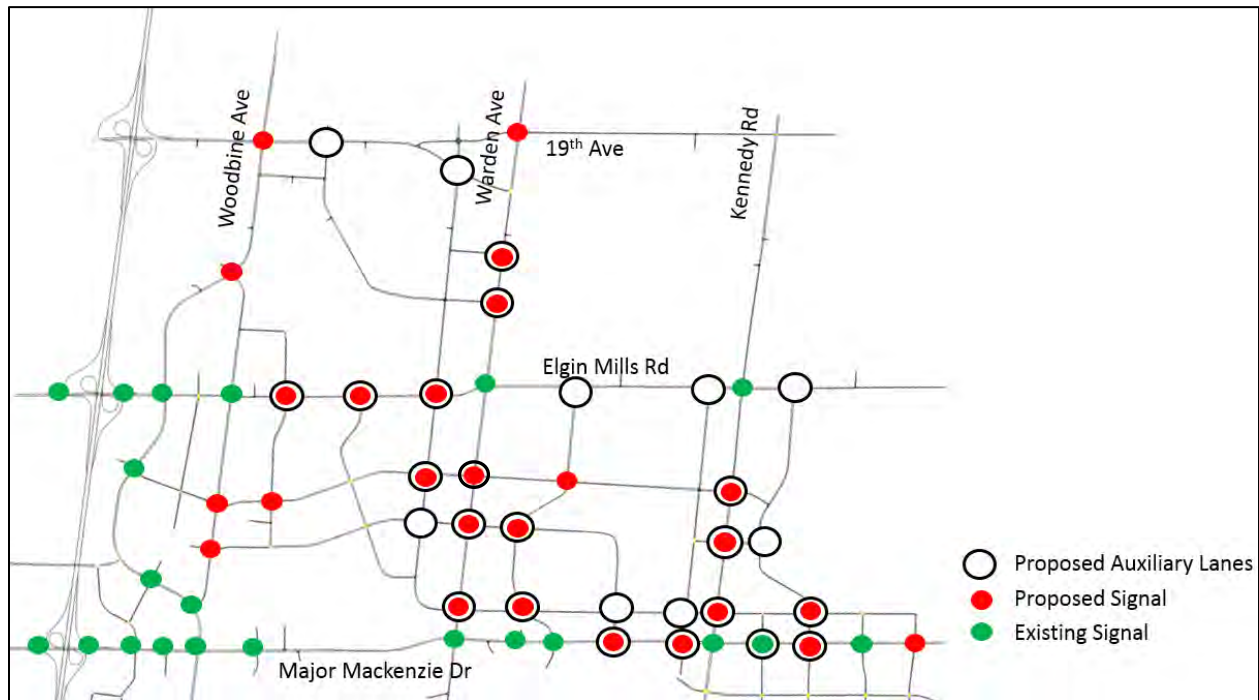 Woodbine Ave
Warden Ave
19th Ave
Kennedy Rd
Elgin Mills Rd
Proposed Auxiliary Lanes
Proposed Signal
Existing Signal
Major Mackenzie Dr